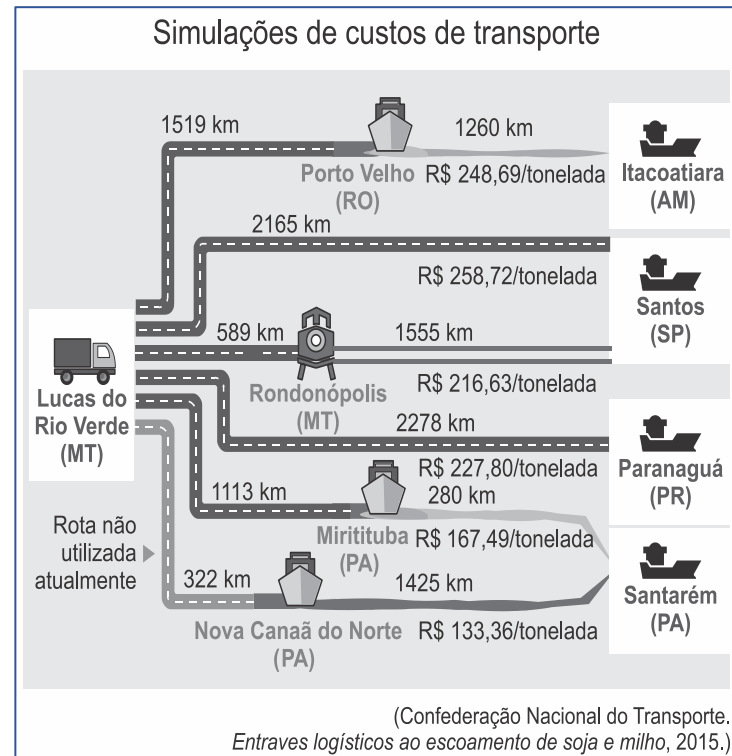 Simulações de custos de transporte
1519 km
1260 km
Porto Velho
(RO)
R$ 248,69/tonelada
Itacoatiara
(AM)
2165 km
R$ 258,72/tonelada
Santos
(SP)
589 km
1555 km
Rondonópolis
(MT)
R$ 216,63/tonelada
Lucas do
Rio Verde
(MT)
2278 km
R$ 227,80/tonelada
Paranaguá
(PR)
1113 km
280 km
Miritituba
(PA)
R$ 167,49/tonelada
Rota não
utilizada
atualmente
322 km
1425 km
Nova Canaã do Norte
(PA)
R$ 133,36/tonelada
Santarém
(PA)
(Confederação Nacional do Transporte.
Entraves logísticos ao escoamento de soja e milho, 2015.)